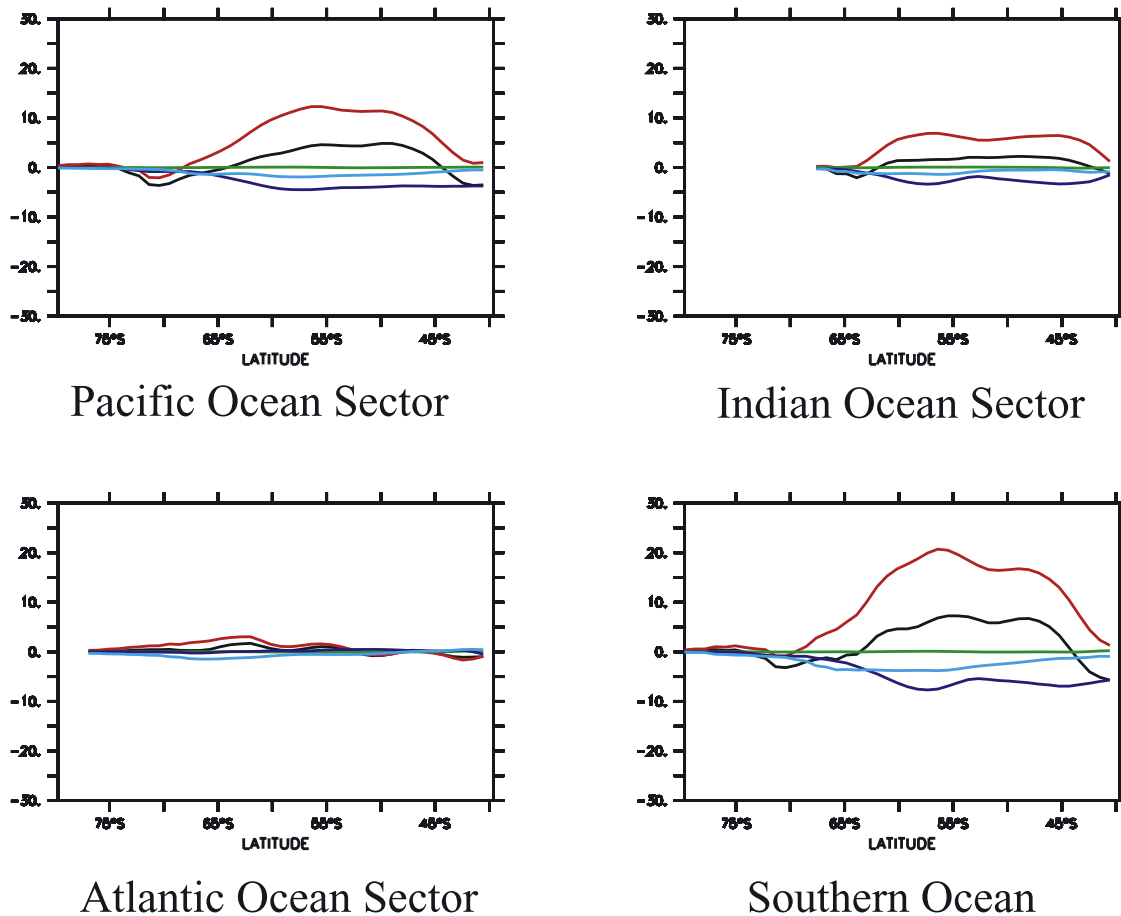 30.
20.
10.
0.
-10.
-20.
-30.
75°S 65°S 55°S 45°S
LATITUDE
Pacific Ocean Sector
30.
20.
10.
0.
-10.
-20.
-30.
75°S 65°S 55°S 45°S
LATITUDE
Indian Ocean Sector
30.
20.
10.
0.
-10.
-20.
-30.
75°S 65°S 55°S 45°S
LATITUDE
Atlantic Ocean Sector
30.
20.
10.
0.
-10.
-20.
-30.
75°S 65°S 55°S 45°S
LATITUDE
Southern Ocean